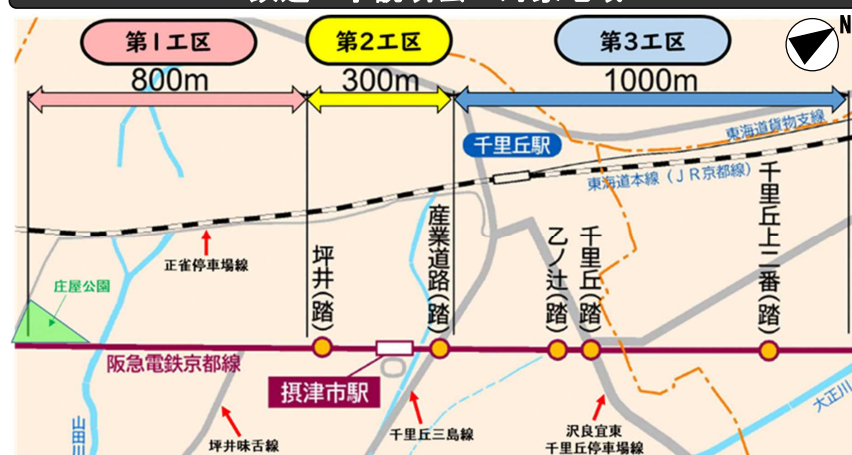 第1工区
第2工区
第3工区
N
800m
300m
1000m
東海道貨物支線
千里丘駅
東海道本線（ＪＲ京都線）
千里丘上二番（踏）
産業道路（踏）
乙ノ辻（踏）
千里丘（踏）
坪井（踏）
正雀停車場線
庄屋公園
阪急電鉄京都線
摂津市駅
大正川
山田川
坪井味舌線
千里丘三島線
沢良宜東
千里丘停車場線